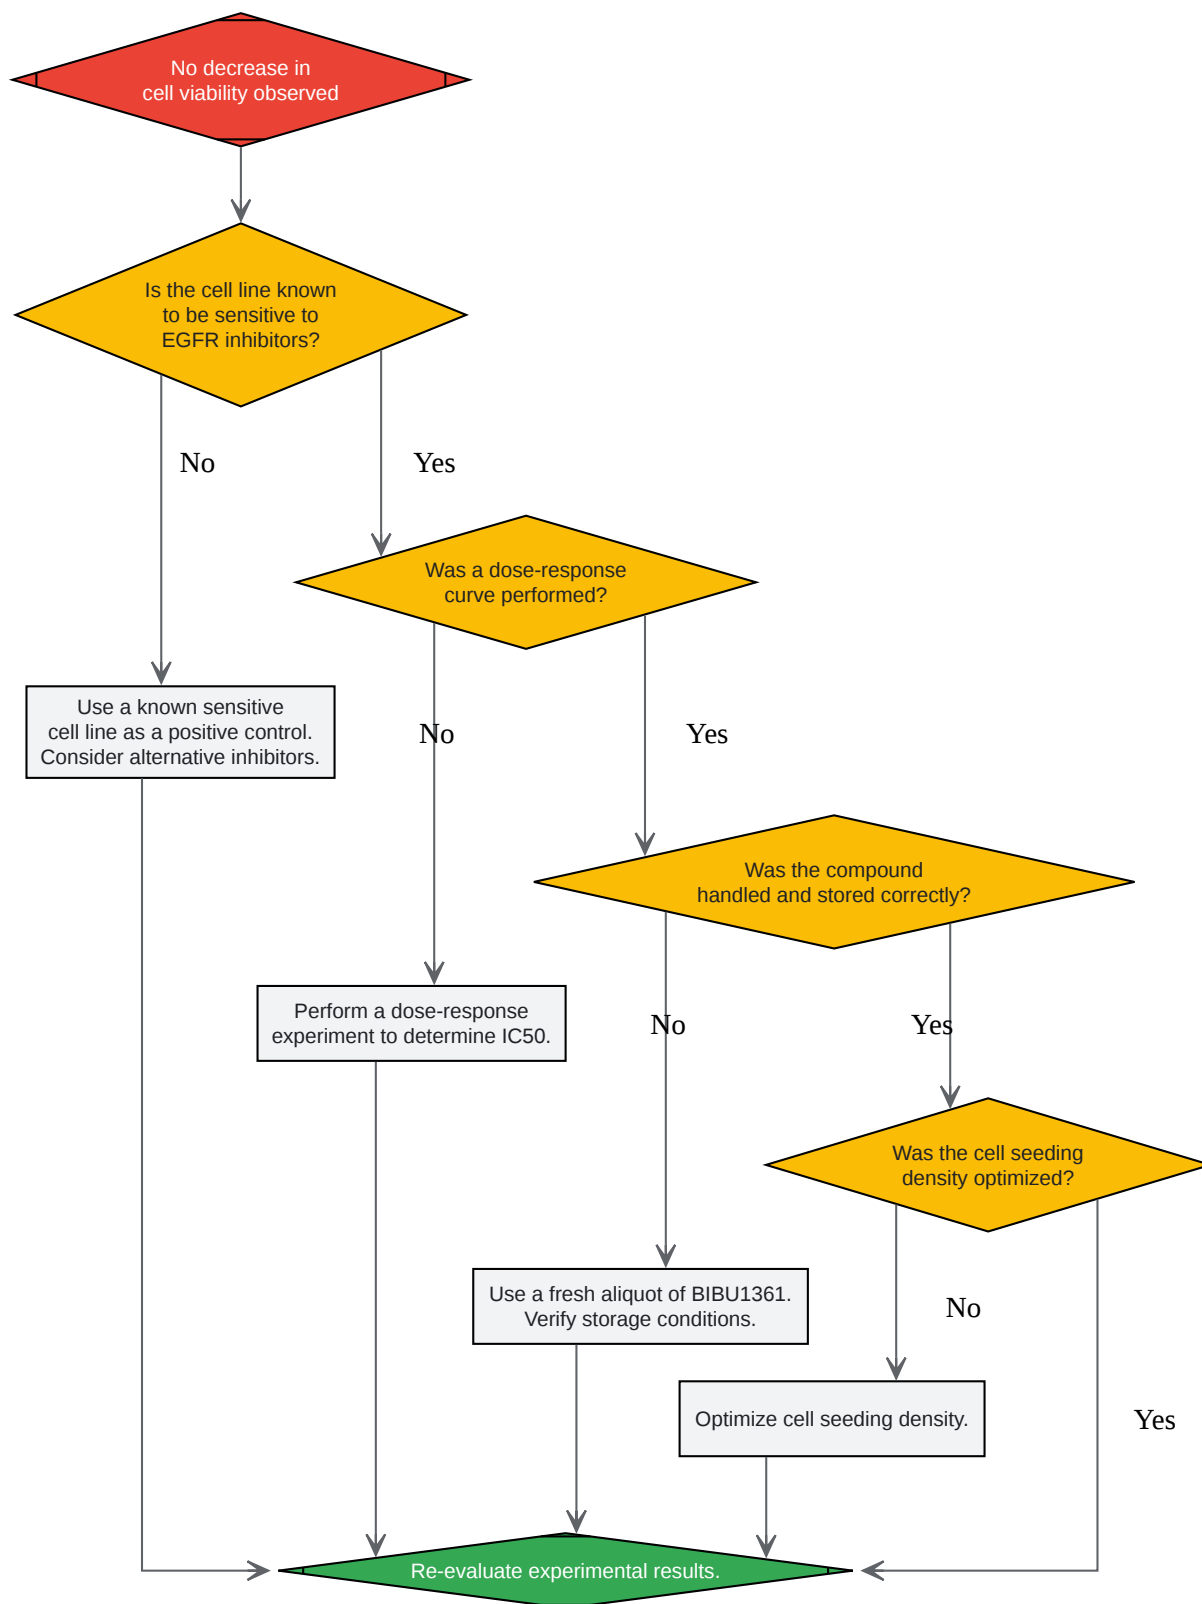 No decrease in
cell viability observed
Is the cell line known
to be sensitive to
EGFR inhibitors?
No
Yes
Was a dose-response
curve performed?
Use a known sensitive
cell line as a positive control.
Consider alternative inhibitors.
No
Yes
Was the compound
handled and stored correctly?
Perform a dose-response
experiment to determine IC50.
No
Yes
Was the cell seeding
density optimized?
Use a fresh aliquot of BIBU1361.
Verify storage conditions.
No
Optimize cell seeding density.
Yes
Re-evaluate experimental results.